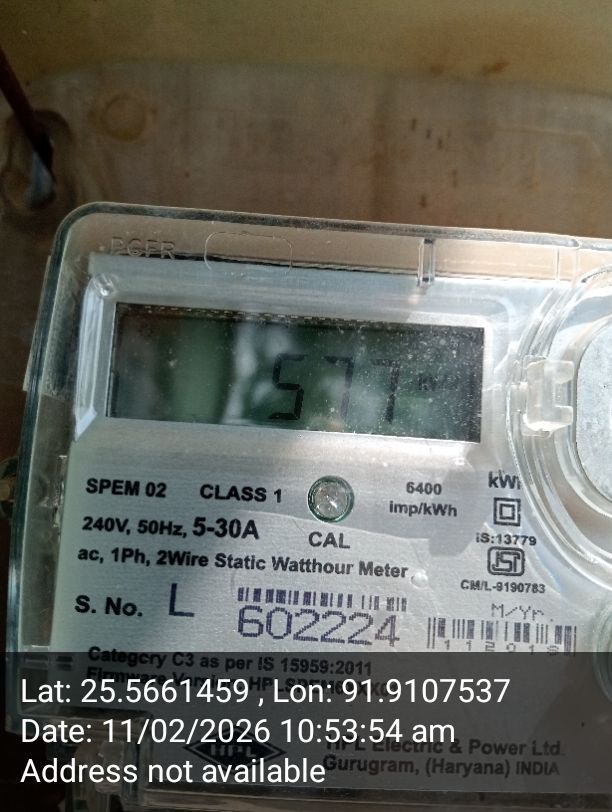 577
SPEM 02 CLASS 1 6400 imp/kWh
240V, 50Hz, 5-30A CAL
IS:13779
ac, 1Ph, 2Wire Static Watthour Meter
CM/L-9190783
S. No. L 602224
M/Yr.
Category C3 as per IS 15959:2011
Lat: 25.5661459 , Lon: 91.9107537
Date: 11/02/2026 10:53:54 am
HPL
HPL Electric & Power Ltd.
Address not available
Gurugram, (Haryana) INDIA